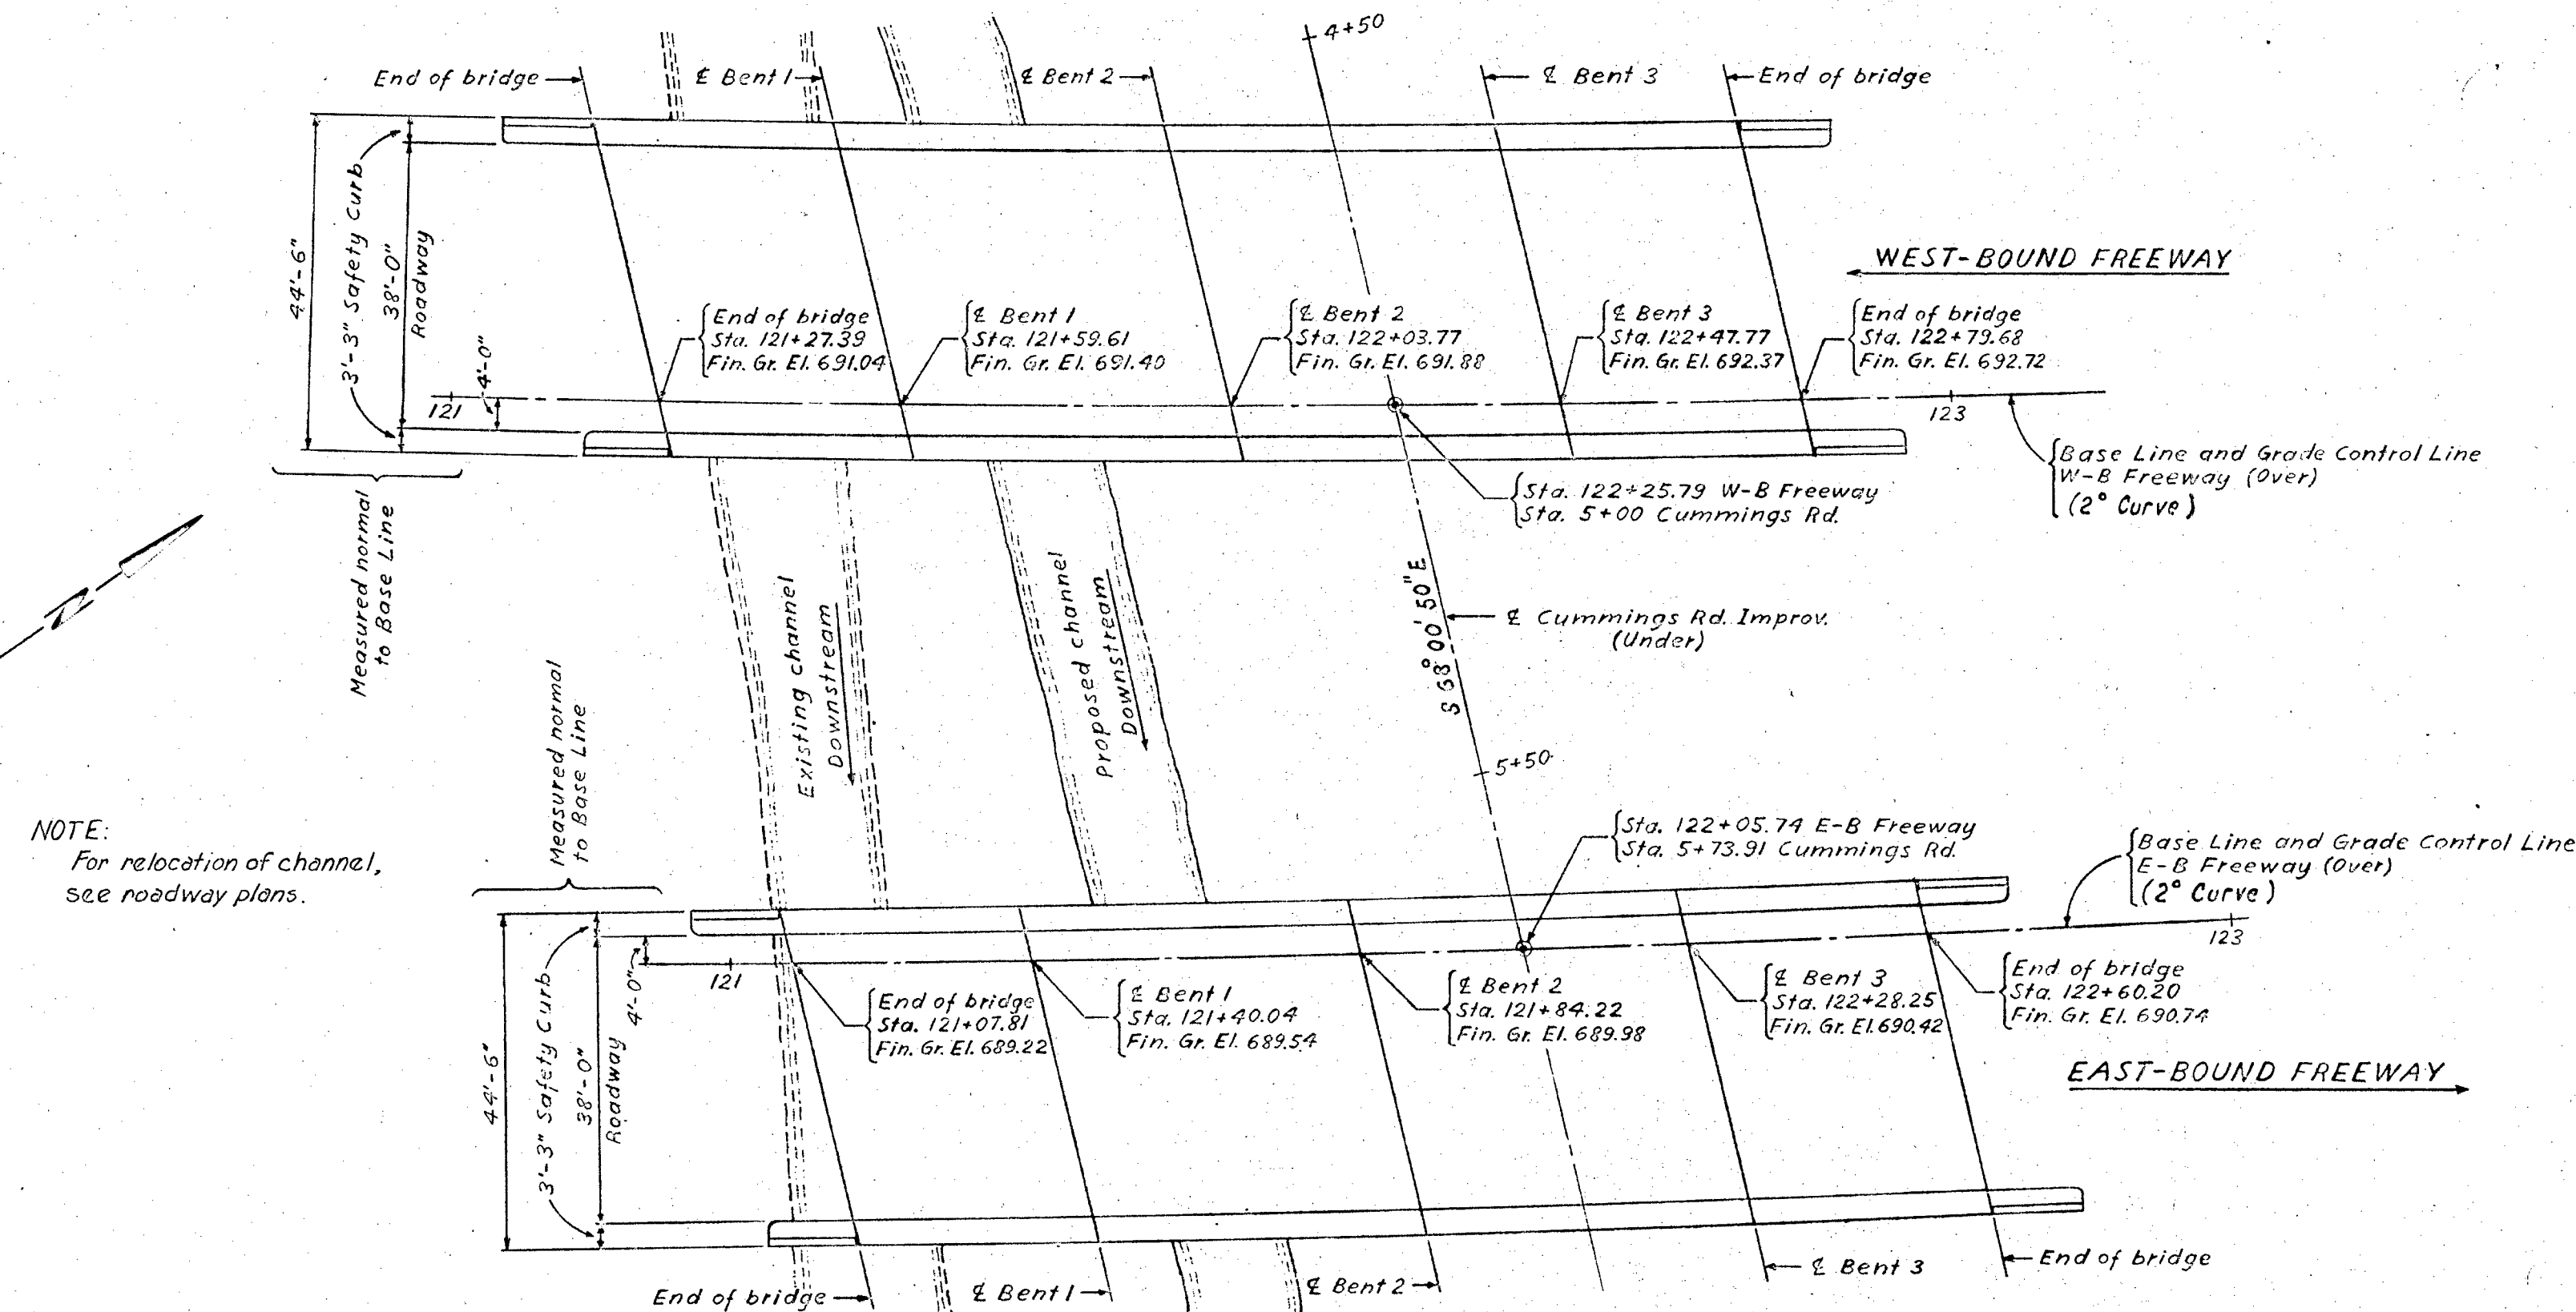 4+50
End of bridge
℄ Bent 1
℄ Bent 2
℄ Bent 3
End of bridge
44'-6"
3'-3" Safety Curb
38'-0"
Roadway
4'-0"
WEST-BOUND FREEWAY
End of bridge
Sta. 121+27.39
Fin. Gr. El. 691.04
℄ Bent 1
Sta. 121+59.61
Fin. Gr. El. 691.40
℄ Bent 2
Sta. 122+03.77
Fin. Gr. El. 691.88
℄ Bent 3
Sta. 122+47.77
Fin. Gr. El. 692.37
End of bridge
Sta. 122+79.68
Fin. Gr. El. 692.72
121
123
Base Line and Grade Control Line
W-B Freeway (Over)
(2° Curve)
Sta. 122+25.79 W-B Freeway
Sta. 5+00 Cummings Rd.
Measured normal
to Base Line
N
Existing channel
Downstream
Proposed channel
Downstream
S 68° 00' 50" E
℄ Cummings Rd. Improv.
(Under)
5+50
Measured normal
to Base Line
NOTE:
For relocation of channel,
see roadway plans.
Sta. 122+05.74 E-B Freeway
Sta. 5+73.91 Cummings Rd.
Base Line and Grade Control Line
E-B Freeway (Over)
(2° Curve)
44'-6"
3'-3" Safety Curb
38'-0"
Roadway
4'-0"
121
123
End of bridge
Sta. 121+07.81
Fin. Gr. El. 689.22
℄ Bent 1
Sta. 121+40.04
Fin. Gr. El. 689.54
℄ Bent 2
Sta. 121+84.22
Fin. Gr. El. 689.98
℄ Bent 3
Sta. 122+28.25
Fin. Gr. El. 690.42
End of bridge
Sta. 122+60.20
Fin. Gr. El. 690.74
EAST-BOUND FREEWAY
End of bridge
℄ Bent 1
℄ Bent 2
℄ Bent 3
End of bridge